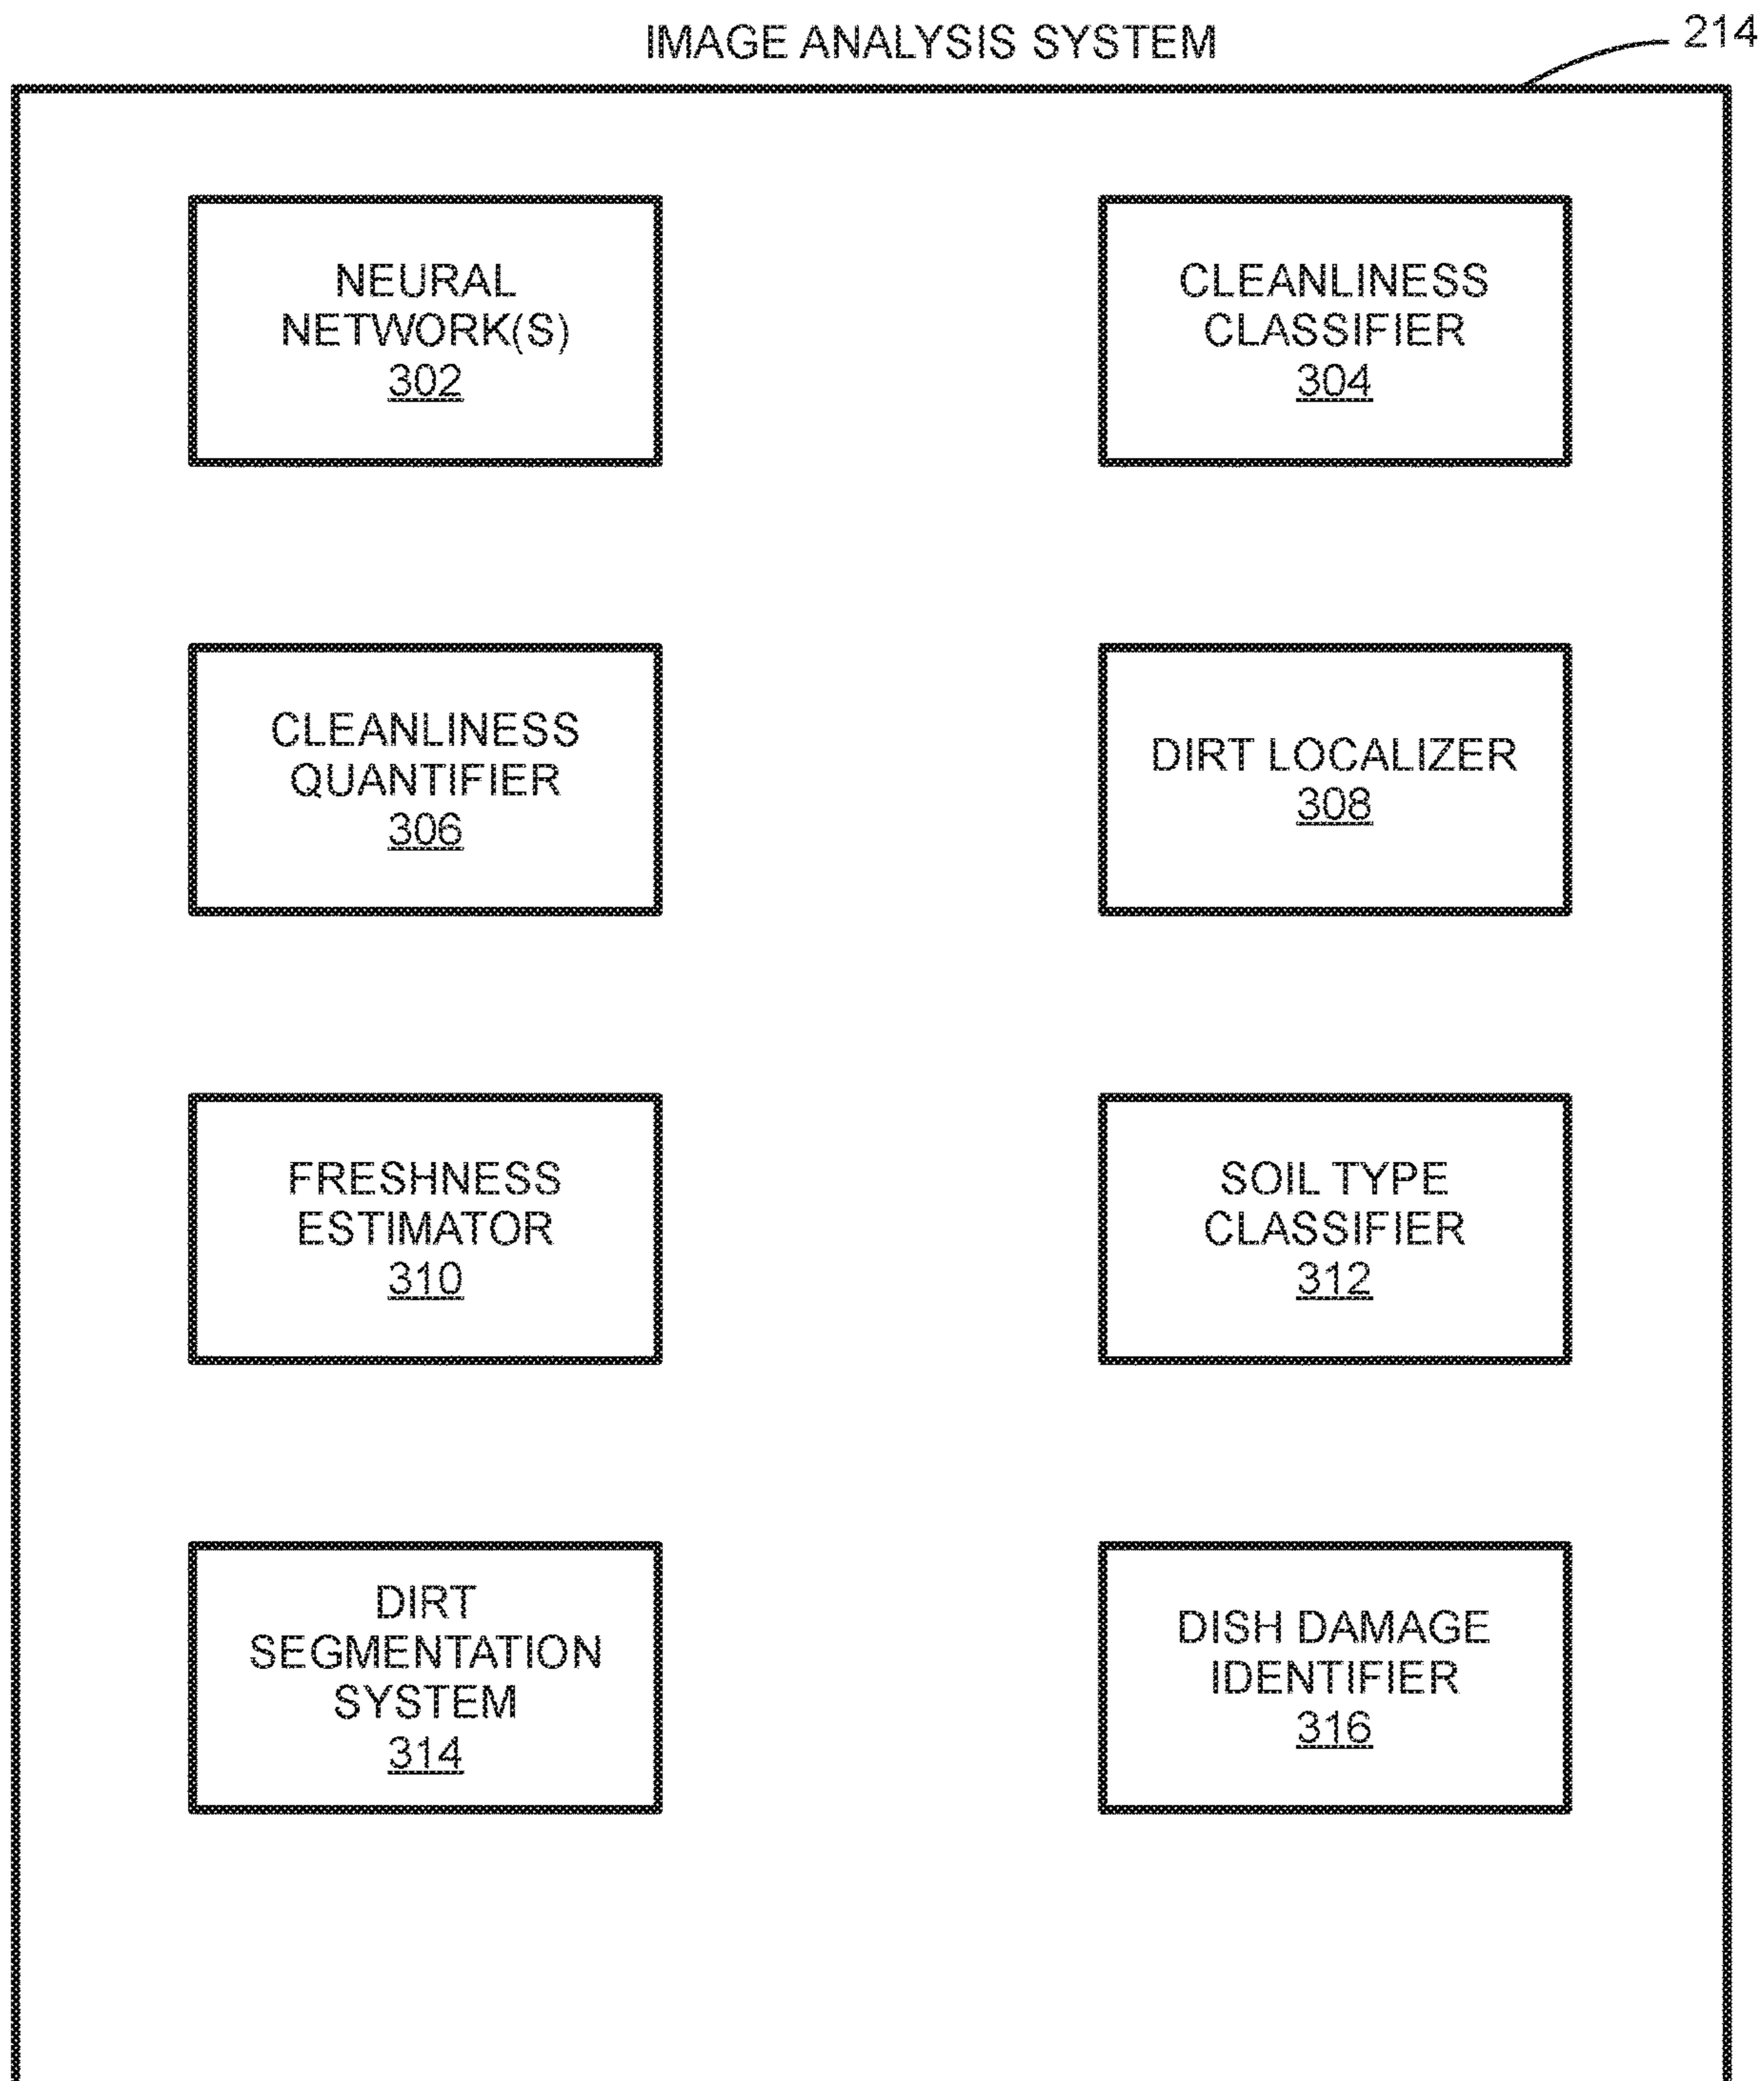 IMAGE ANALYSIS SYSTEM
214
NEURAL
NETWORK(S)
302
CLEANLINESS
CLASSIFIER
304
CLEANLINESS
QUANTIFIER
306
DIRT LOCALIZER
308
FRESHNESS
ESTIMATOR
310
SOIL TYPE
CLASSIFIER
312
DIRT
SEGMENTATION
SYSTEM
314
DISH DAMAGE
IDENTIFIER
316